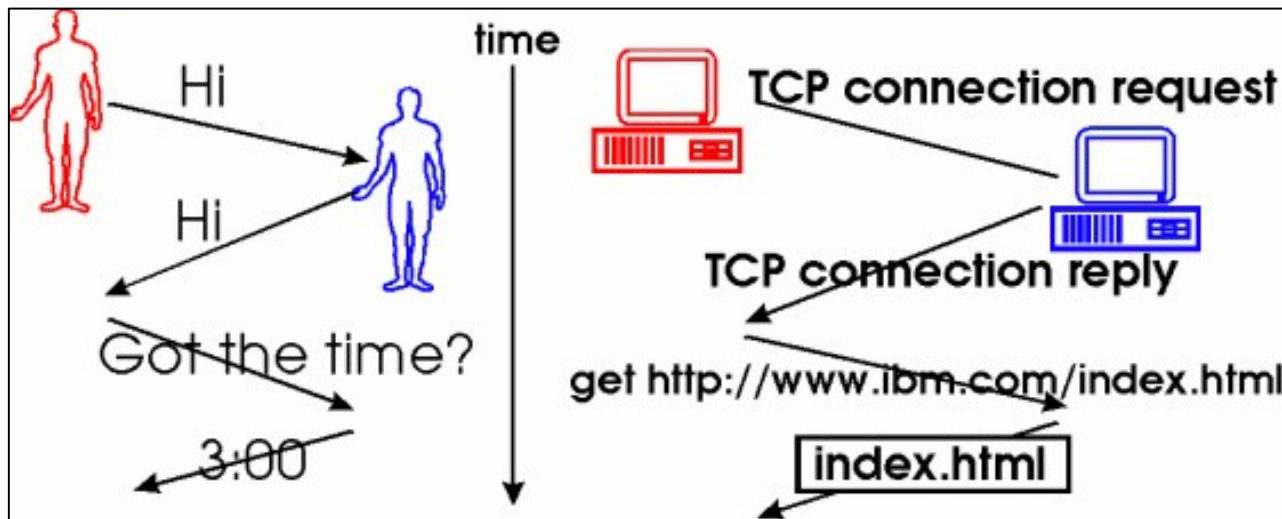 Hi
Hi
Got the time?
3:00
time
TCP connection request
TCP connection reply
get http://www.ibm.com/index.html
index.html